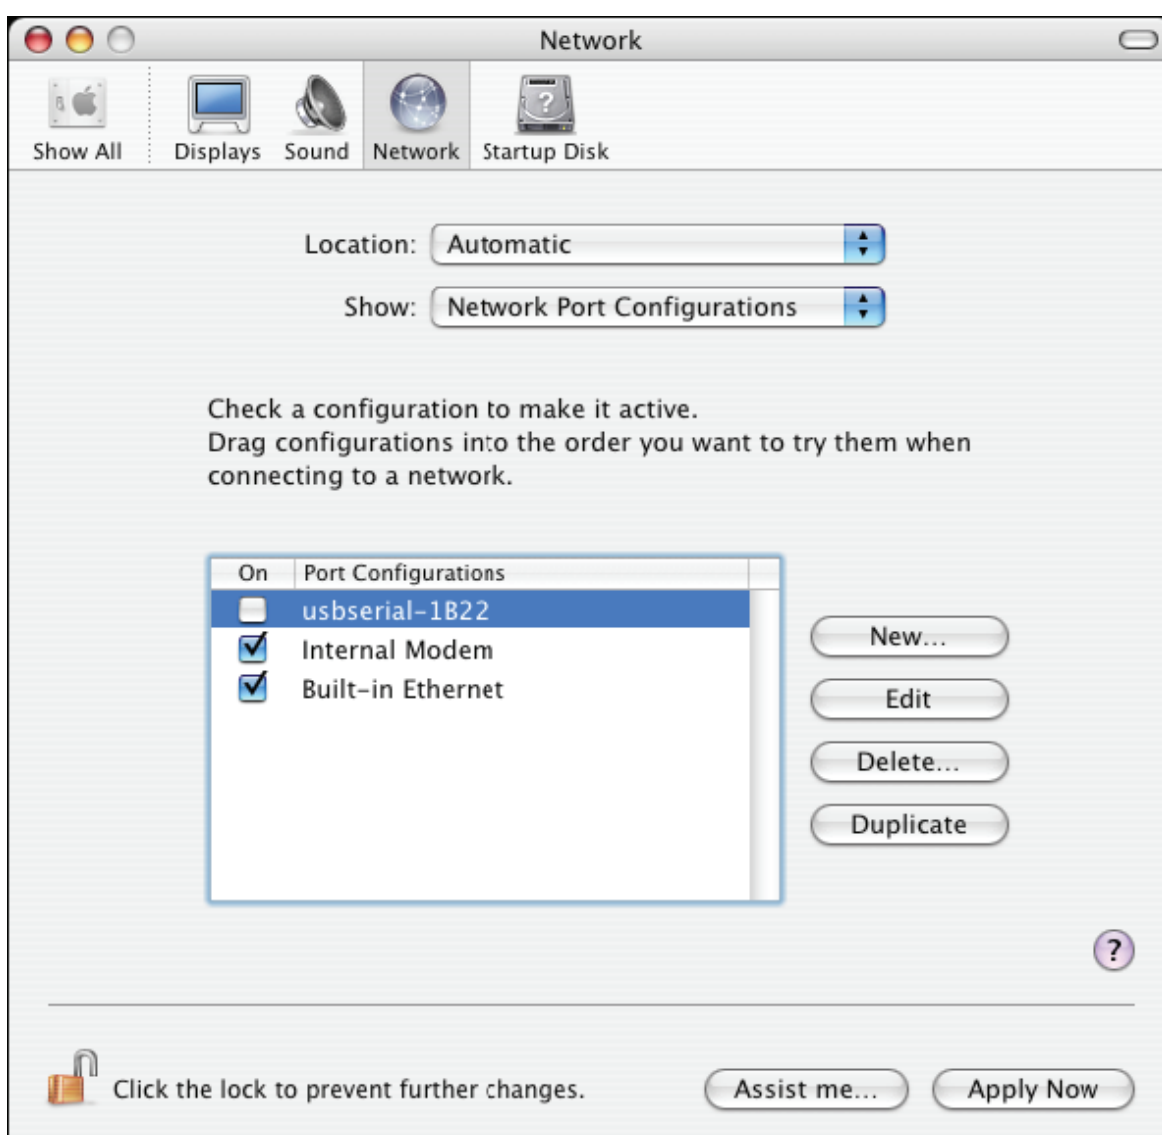 Network
Show All
Displays
Sound
Network
Startup Disk
Location: Automatic
Show: Network Port Configurations
Check a configuration to make it active.
Drag configurations into the order you want to try them when
connecting to a network.
On Port Configurations
usbserial-1B22
Internal Modem
Built-in Ethernet
New...
Edit
Delete...
Duplicate
?
Click the lock to prevent further changes.
Assist me...
Apply Now